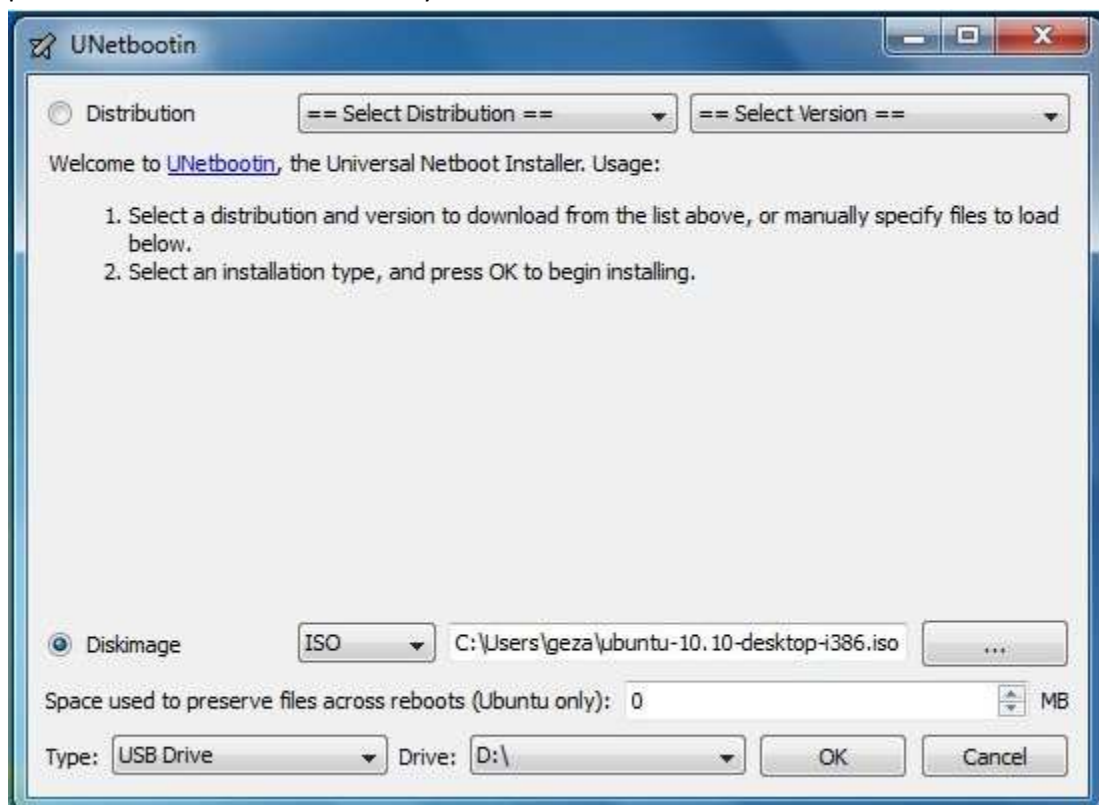 UNetbootin
Distribution == Select Distribution == == Select Version ==
Welcome to UNetbootin, the Universal Netboot Installer. Usage:
1. Select a distribution and version to download from the list above, or manually specify files to load
below.
2. Select an installation type, and press OK to begin installing.
Diskimage ISO C:\Users\geza\ubuntu-10.10-desktop-i386.iso ...
Space used to preserve files across reboots (Ubuntu only): 0 MB
Type: USB Drive Drive: D:\ OK Cancel